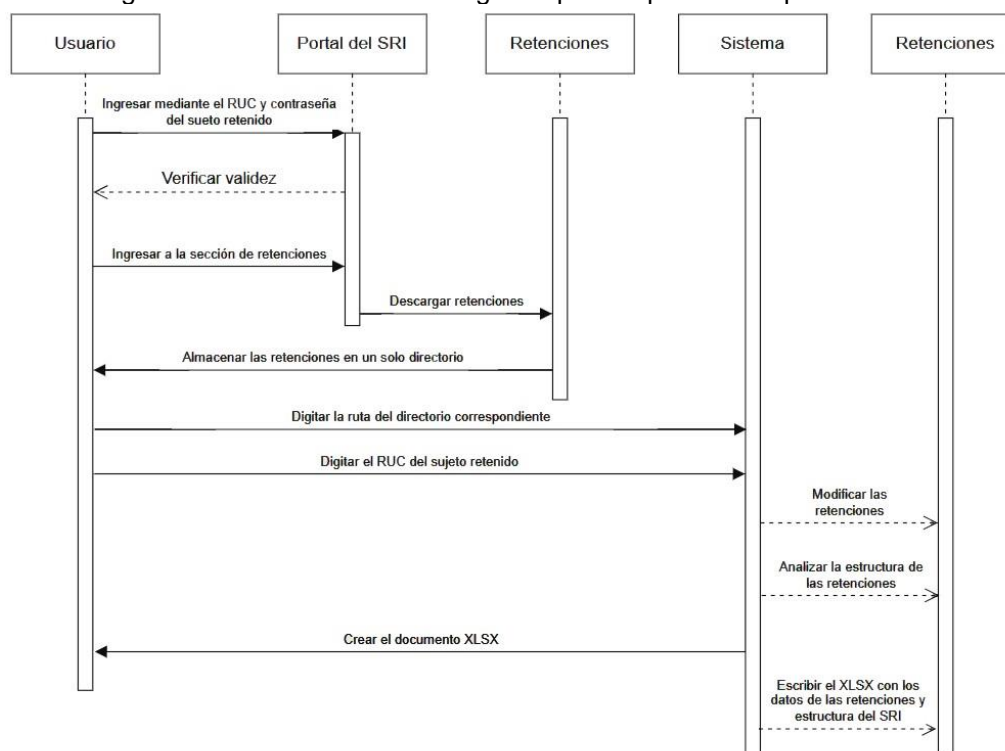 Usuario
Portal del SRI
Retenciones
Sistema
Retenciones
Ingresar mediante el RUC y contraseña
del sueto retenido
Verificar validez
Ingresar a la sección de retenciones
Descargar retenciones
Almacenar las retenciones en un solo directorio
Digitar la ruta del directorio correspondiente
Digitar el RUC del sujeto retenido
Modificar las
retenciones
Analizar la estructura de
las retenciones
Crear el documento XLSX
Escribir el XLSX con los
datos de las retenciones y
estructura del SRI